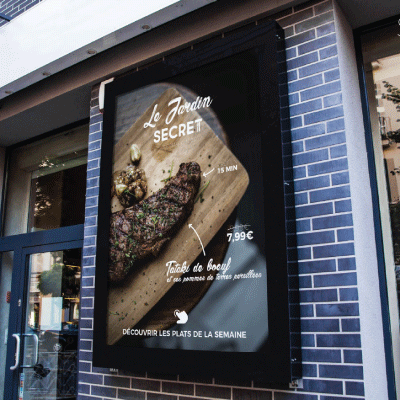 Le Jardin
SECRET
15 MIN
7,99€
Tataki de boeuf
et ses pommes de terres persillées
DÉCOUVRIR LES PLATS DE LA SEMAINE